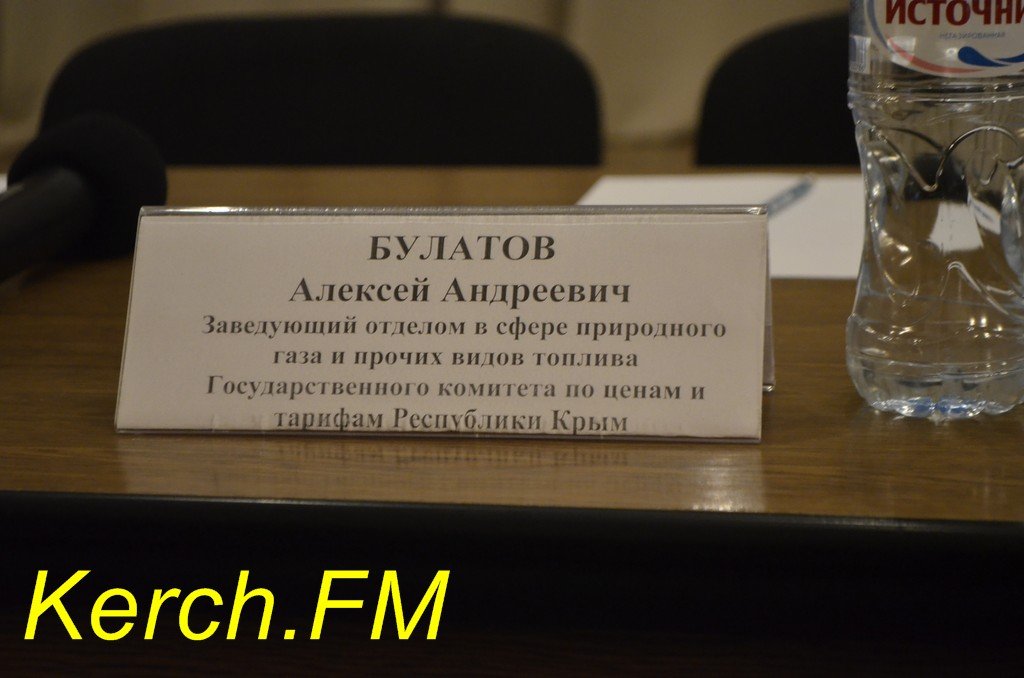 ИСТОЧНИ
НЕГАЗИРОВАННАЯ
БУЛАТОВ
Алексей Андреевич
Заведующий отделом в сфере природного
газа и прочих видов топлива
Государственного комитета по ценам и
тарифам Республики Крым
Kerch.FM